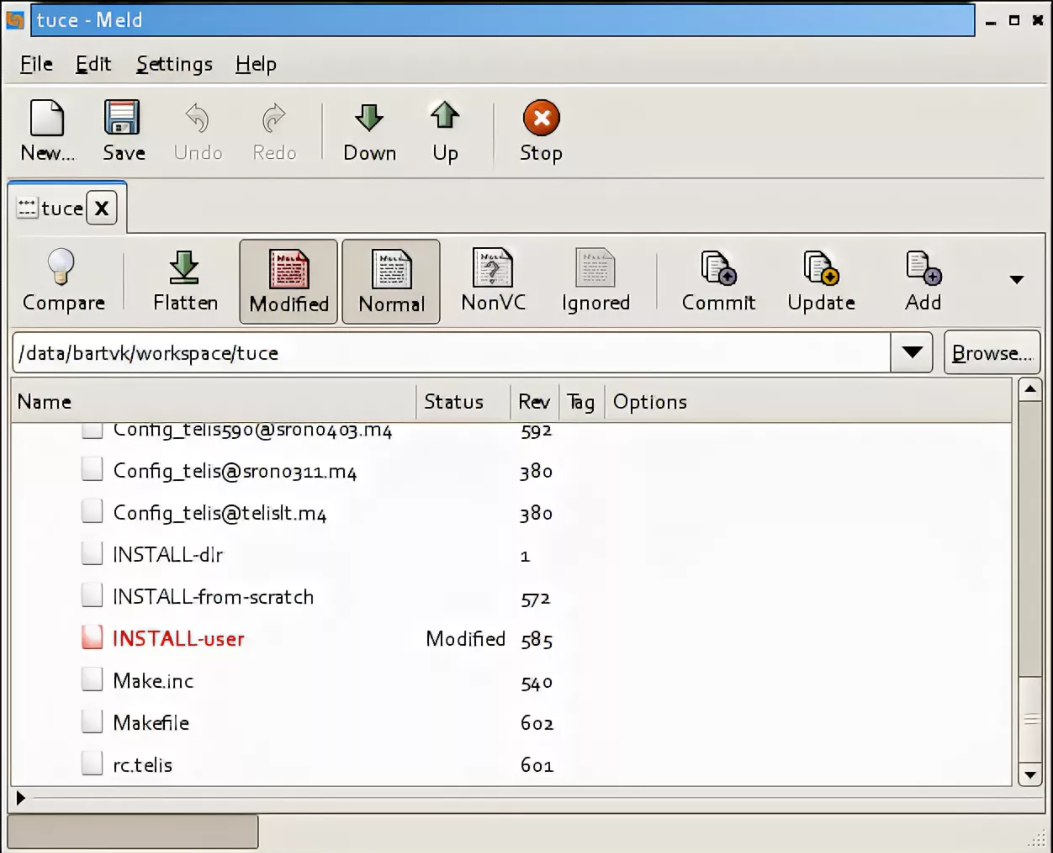 tuce - Meld
File Edit Settings Help
New... Save Undo Redo Down Up Stop
tuce X
Compare Flatten Modified Normal NonVC Ignored Commit Update Add
/data/bartvk/workspace/tuce Browse...
Name Status Rev Tag Options
Config_telis590@srono403.m4 592
Config_telis@srono311.m4 380
Config_telis@telislt.m4 380
INSTALL-dlr 1
INSTALL-from-scratch 572
INSTALL-user Modified 585
Make.inc 540
Makefile 602
rc.telis 601